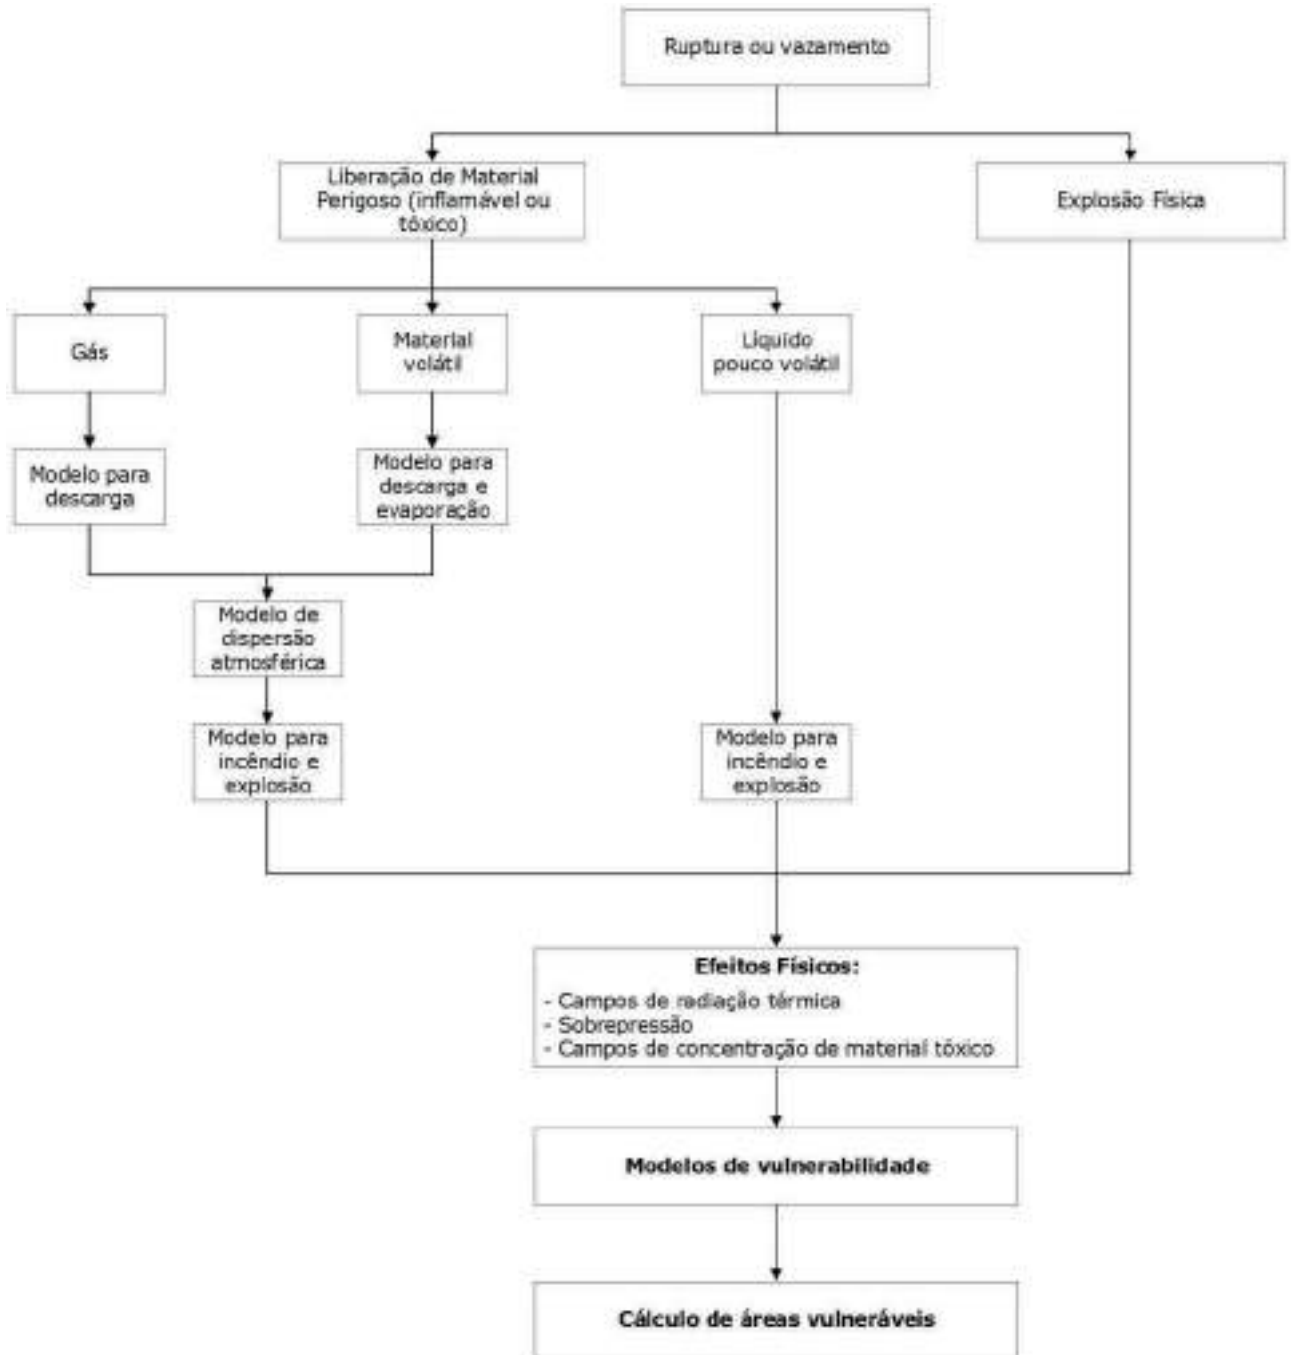 Ruptura ou vazamento
Liberação de Material
Perigoso (inflamável ou
tóxico)
Explosão Física
Gás
Material
volátil
Líquido
pouco volátil
Modelo para
descarga
Modelo para
descarga e
evaporação
Modelo de
dispersão
atmosférica
Modelo para
incêndio e
explosão
Modelo para
incêndio e
explosão
Efeitos Físicos:
- Campos de radiação térmica
- Sobrepressão
- Campos de concentração de material tóxico
Modelos de vulnerabilidade
Cálculo de áreas vulneráveis